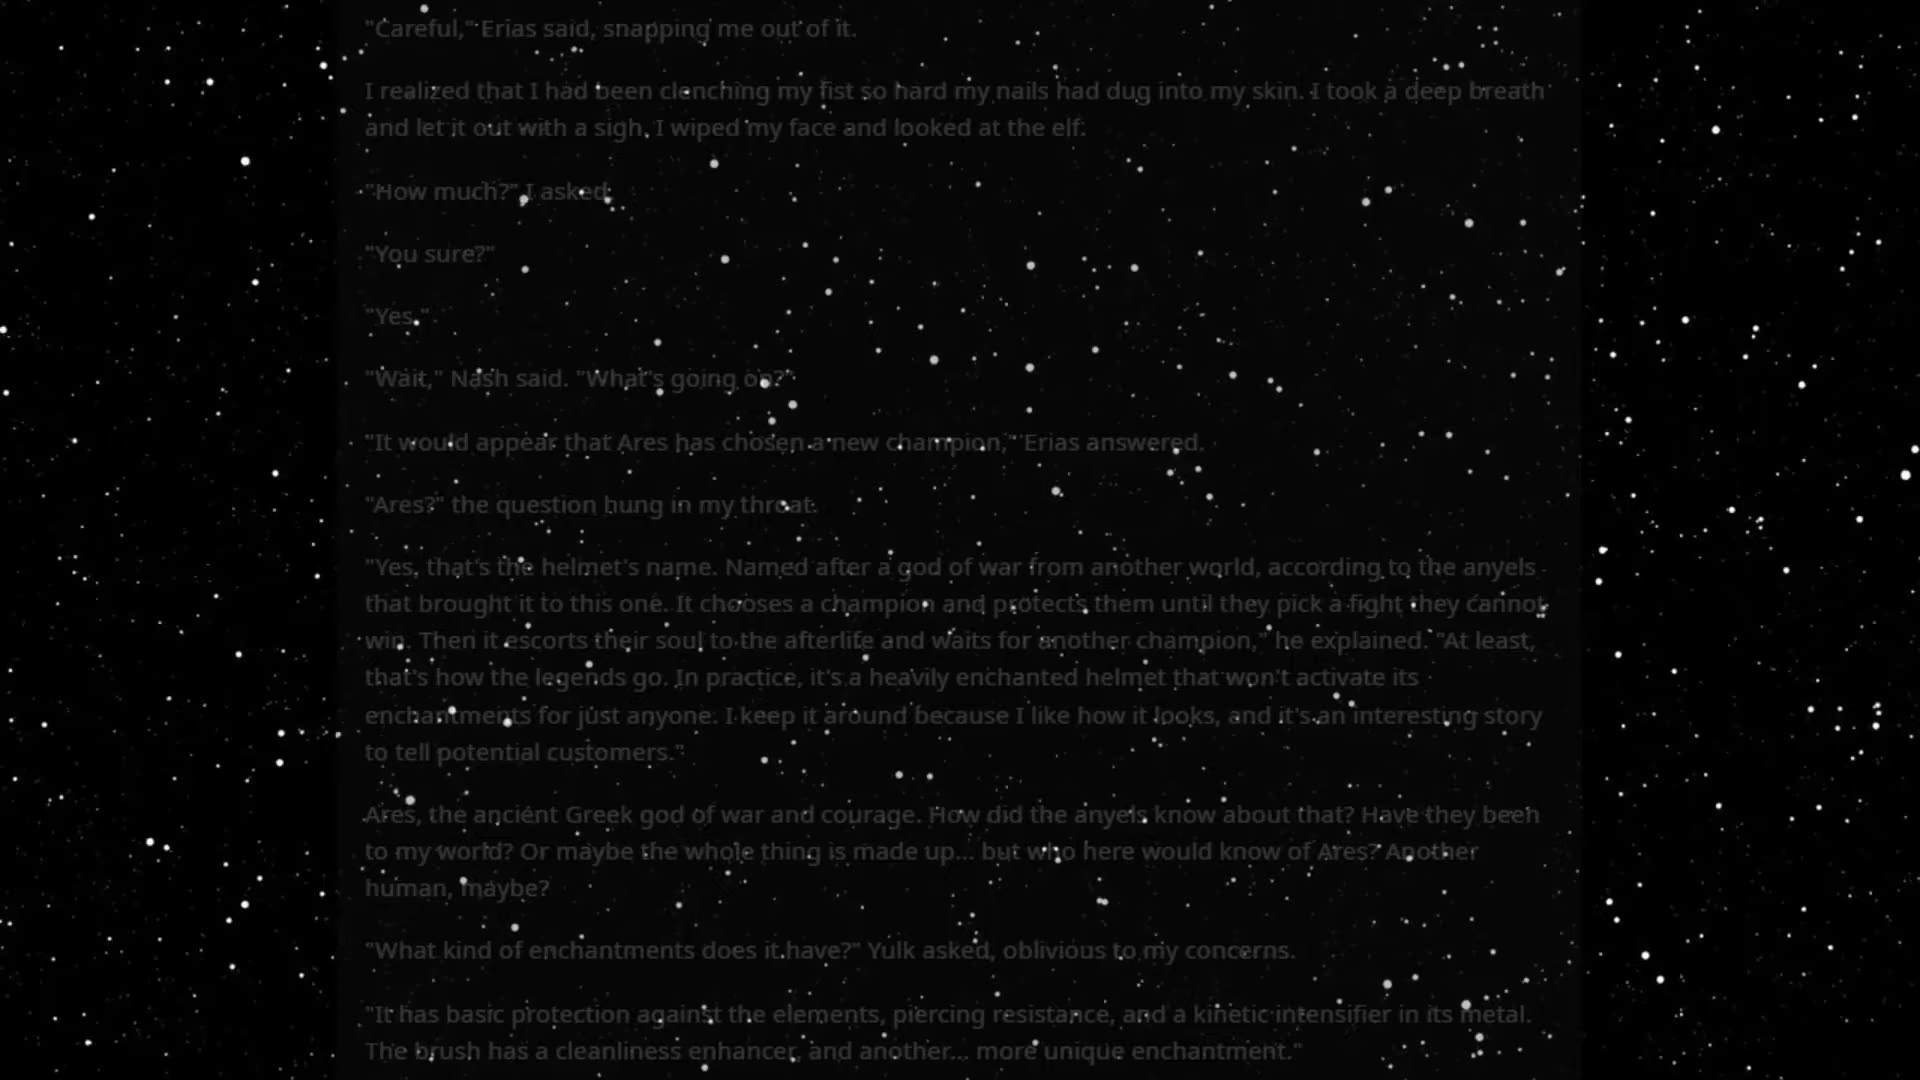 "Careful," Erias said, snapping me out of it.
I realized that I had been clenching my fist so hard my nails had dug into my skin. I took a deep breath
and let it out with a sigh. I wiped my face and looked at the elf.
"How much?" I asked.
"You sure?"
"Yes."
"Wait," Nash said. "What's going on?"
"It would appear that Ares has chosen a new champion," Erias answered.
"Ares?" the question hung in my throat.
"Yes, that's the helmet's name. Named after a god of war from another world, according to the anyels
that brought it to this one. It chooses a champion and protects them until they pick a fight they cannot
win. Then it escorts their soul to the afterlife and waits for another champion," he explained. "At least,
that's how the legends go. In practice, it's a heavily enchanted helmet that won't activate its
enchantments for just anyone. I keep it around because I like how it looks, and it's an interesting story
to tell potential customers."
Ares, the ancient Greek god of war and courage. How did the anyels know about that? Have they been
to my world? Or maybe the whole thing is made up... but who here would know of Ares? Another
human, maybe?
"What kind of enchantments does it have?" Yulk asked, oblivious to my concerns.
"It has basic protection against the elements, piercing resistance, and a kinetic intensifier in its metal.
The brush has a cleanliness enhancer, and another... more unique enchantment."